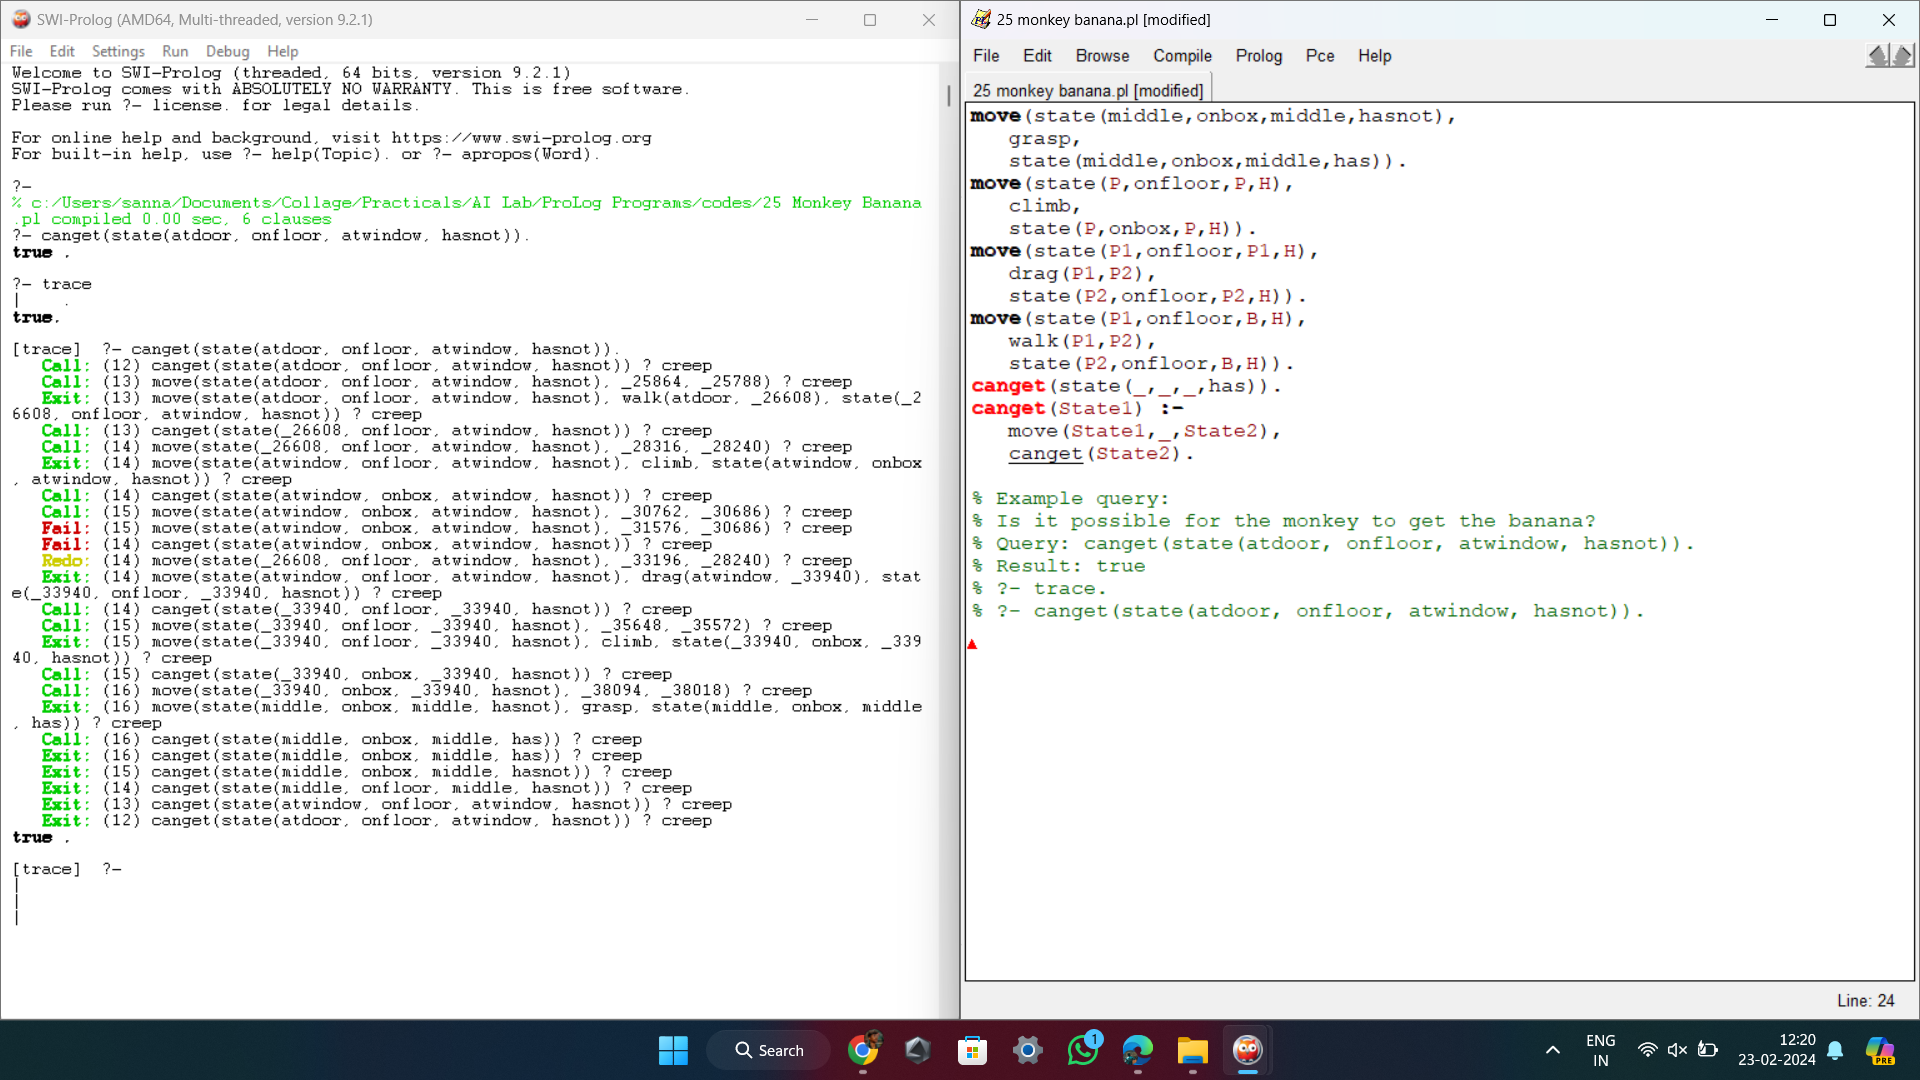 SWI-Prolog (AMD64, Multi-threaded, version 9.2.1)
File Edit Settings Run Debug Help
Welcome to SWI-Prolog (threaded, 64 bits, version 9.2.1)
SWI-Prolog comes with ABSOLUTELY NO WARRANTY. This is free software.
Please run ?- license. for legal details.
For online help and background, visit https://www.swi-prolog.org
For built-in help, use ?- help(Topic). or ?- apropos(Word).
?-
% c:/Users/sanna/Documents/Collage/Practicals/AI Lab/ProLog Programs/codes/25 Monkey Banana
.pl compiled 0.00 sec, 6 clauses
?- canget(state(atdoor, onfloor, atwindow, hasnot)).
true .
?- trace
|    .
true.
[trace]  ?- canget(state(atdoor, onfloor, atwindow, hasnot)).
Call: (12) canget(state(atdoor, onfloor, atwindow, hasnot)) ? creep
Call: (13) move(state(atdoor, onfloor, atwindow, hasnot), _25864, _25788) ? creep
Exit: (13) move(state(atdoor, onfloor, atwindow, hasnot), walk(atdoor, _26608), state(_2
6608, onfloor, atwindow, hasnot)) ? creep
Call: (13) canget(state(_26608, onfloor, atwindow, hasnot)) ? creep
Call: (14) move(state(_26608, onfloor, atwindow, hasnot), _28316, _28240) ? creep
Exit: (14) move(state(atwindow, onfloor, atwindow, hasnot), climb, state(atwindow, onbox
, atwindow, hasnot)) ? creep
Call: (14) canget(state(atwindow, onbox, atwindow, hasnot)) ? creep
Call: (15) move(state(atwindow, onbox, atwindow, hasnot), _30762, _30686) ? creep
Fail: (15) move(state(atwindow, onbox, atwindow, hasnot), _31576, _30686) ? creep
Fail: (14) canget(state(atwindow, onbox, atwindow, hasnot)) ? creep
Redo: (14) move(state(_26608, onfloor, atwindow, hasnot), _33196, _28240) ? creep
Exit: (14) move(state(atwindow, onfloor, atwindow, hasnot), drag(atwindow, _33940), stat
e(_33940, onfloor, _33940, hasnot)) ? creep
Call: (14) canget(state(_33940, onfloor, _33940, hasnot)) ? creep
Call: (15) move(state(_33940, onfloor, _33940, hasnot), _35648, _35572) ? creep
Exit: (15) move(state(_33940, onfloor, _33940, hasnot), climb, state(_33940, onbox, _339
40, hasnot)) ? creep
Call: (15) canget(state(_33940, onbox, _33940, hasnot)) ? creep
Call: (16) move(state(_33940, onbox, _33940, hasnot), _38094, _38018) ? creep
Exit: (16) move(state(middle, onbox, middle, hasnot), grasp, state(middle, onbox, middle
, has)) ? creep
Call: (16) canget(state(middle, onbox, middle, has)) ? creep
Exit: (16) canget(state(middle, onbox, middle, has)) ? creep
Exit: (15) canget(state(middle, onbox, middle, hasnot)) ? creep
Exit: (14) canget(state(middle, onfloor, middle, hasnot)) ? creep
Exit: (13) canget(state(atwindow, onfloor, atwindow, hasnot)) ? creep
Exit: (12) canget(state(atdoor, onfloor, atwindow, hasnot)) ? creep
true .
[trace]  ?-
|
|
|
25 monkey banana.pl [modified]
File Edit Browse Compile Prolog Pce Help
25 monkey banana.pl [modified]
move(state(middle,onbox,middle,hasnot),
grasp,
state(middle,onbox,middle,has)).
move(state(P,onfloor,P,H),
climb,
state(P,onbox,P,H)).
move(state(P1,onfloor,P1,H),
drag(P1,P2),
state(P2,onfloor,P2,H)).
move(state(P1,onfloor,B,H),
walk(P1,P2),
state(P2,onfloor,B,H)).
canget(state(_,_,_,has)).
canget(State1) :-
move(State1,_,State2),
canget(State2).
% Example query:
% Is it possible for the monkey to get the banana?
% Query: canget(state(atdoor, onfloor, atwindow, hasnot)).
% Result: true
% ?- trace.
% ?- canget(state(atdoor, onfloor, atwindow, hasnot)).
Line: 24
Search
1
ENG
IN
12:20
23-02-2024
PRE